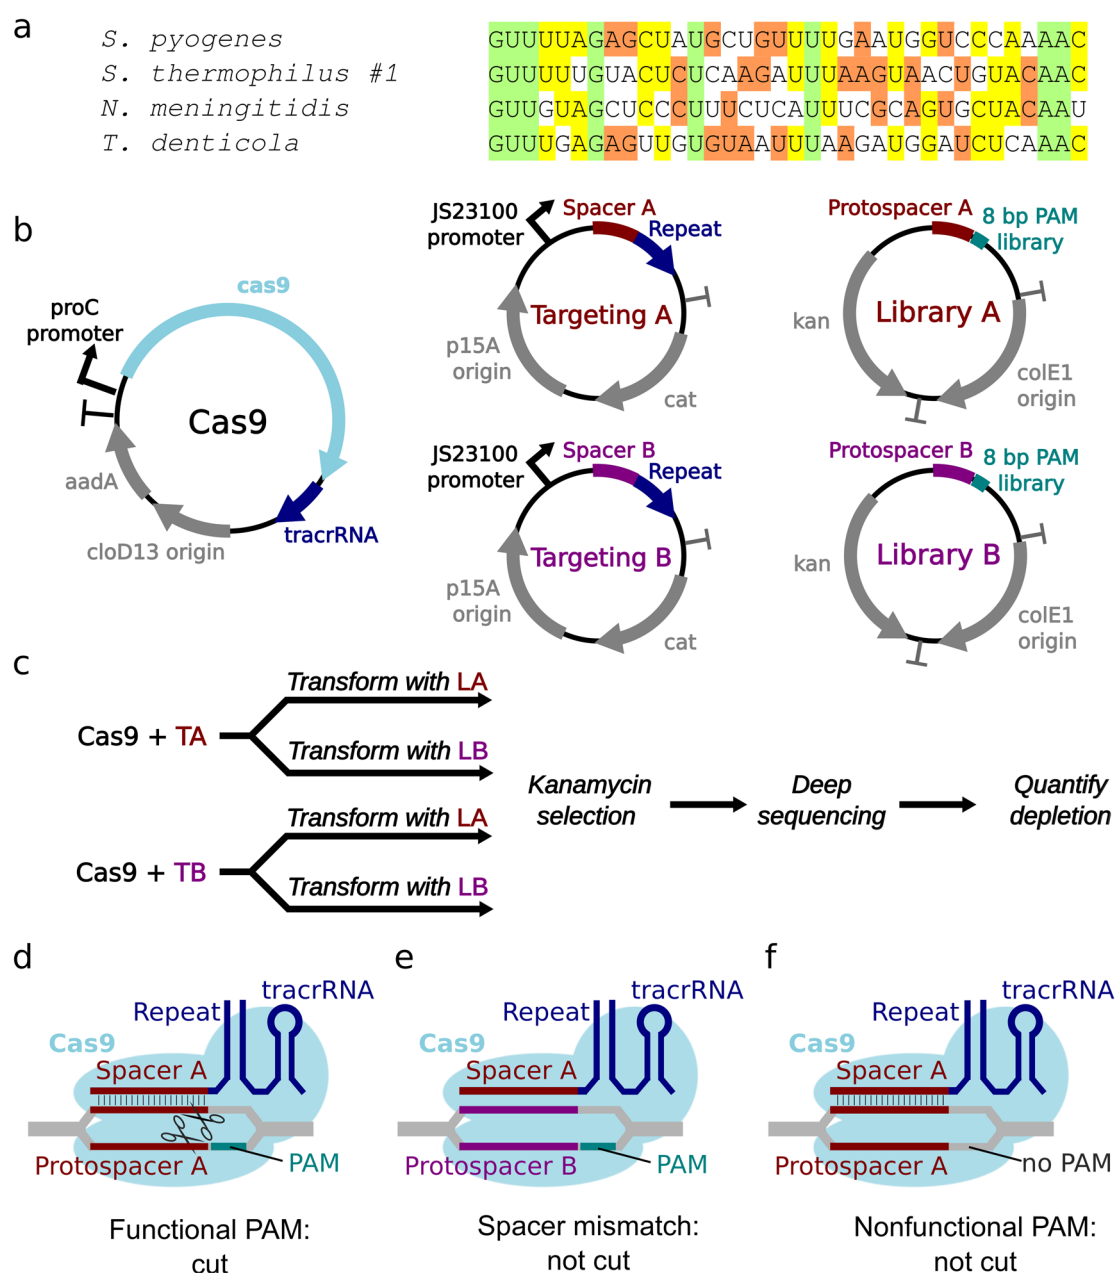 a
S. pyogenes GUUUUAGAGCUAUGCUGUUUUGAAUGGUCCCAAAAC
S. thermophilus #1 GUUUUUGUACUCUCAAGAUUUAAGUAACUGUACAAC
N. meningitidis GUUGUAGCUCCCUUUCUCAUUUCGCAGUGCUACAAU
T. denticola GUUUGAGAGUUGUGUAAUUUAAGAUGGAUCUCAAAC
b
proC
promoter
cas9
Cas9
aadA
cloD13 origin
tracrRNA
JS23100
promoter
Spacer A
Repeat
Targeting A
p15A
origin
cat
Protospacer A
8 bp PAM
library
Library A
kan
colE1
origin
JS23100
promoter
Spacer B
Repeat
Targeting B
p15A
origin
cat
Protospacer B
8 bp PAM
library
Library B
kan
colE1
origin
c
Cas9 + TA
Transform with LA
Transform with LB
Cas9 + TB
Transform with LA
Transform with LB
Kanamycin
selection
Deep
sequencing
Quantify
depletion
d
tracrRNA
Repeat
Cas9
Spacer A
Protospacer A
PAM
Functional PAM:
cut
e
tracrRNA
Repeat
Cas9
Spacer A
Protospacer B
PAM
Spacer mismatch:
not cut
f
tracrRNA
Repeat
Cas9
Spacer A
Protospacer A
no PAM
Nonfunctional PAM:
not cut